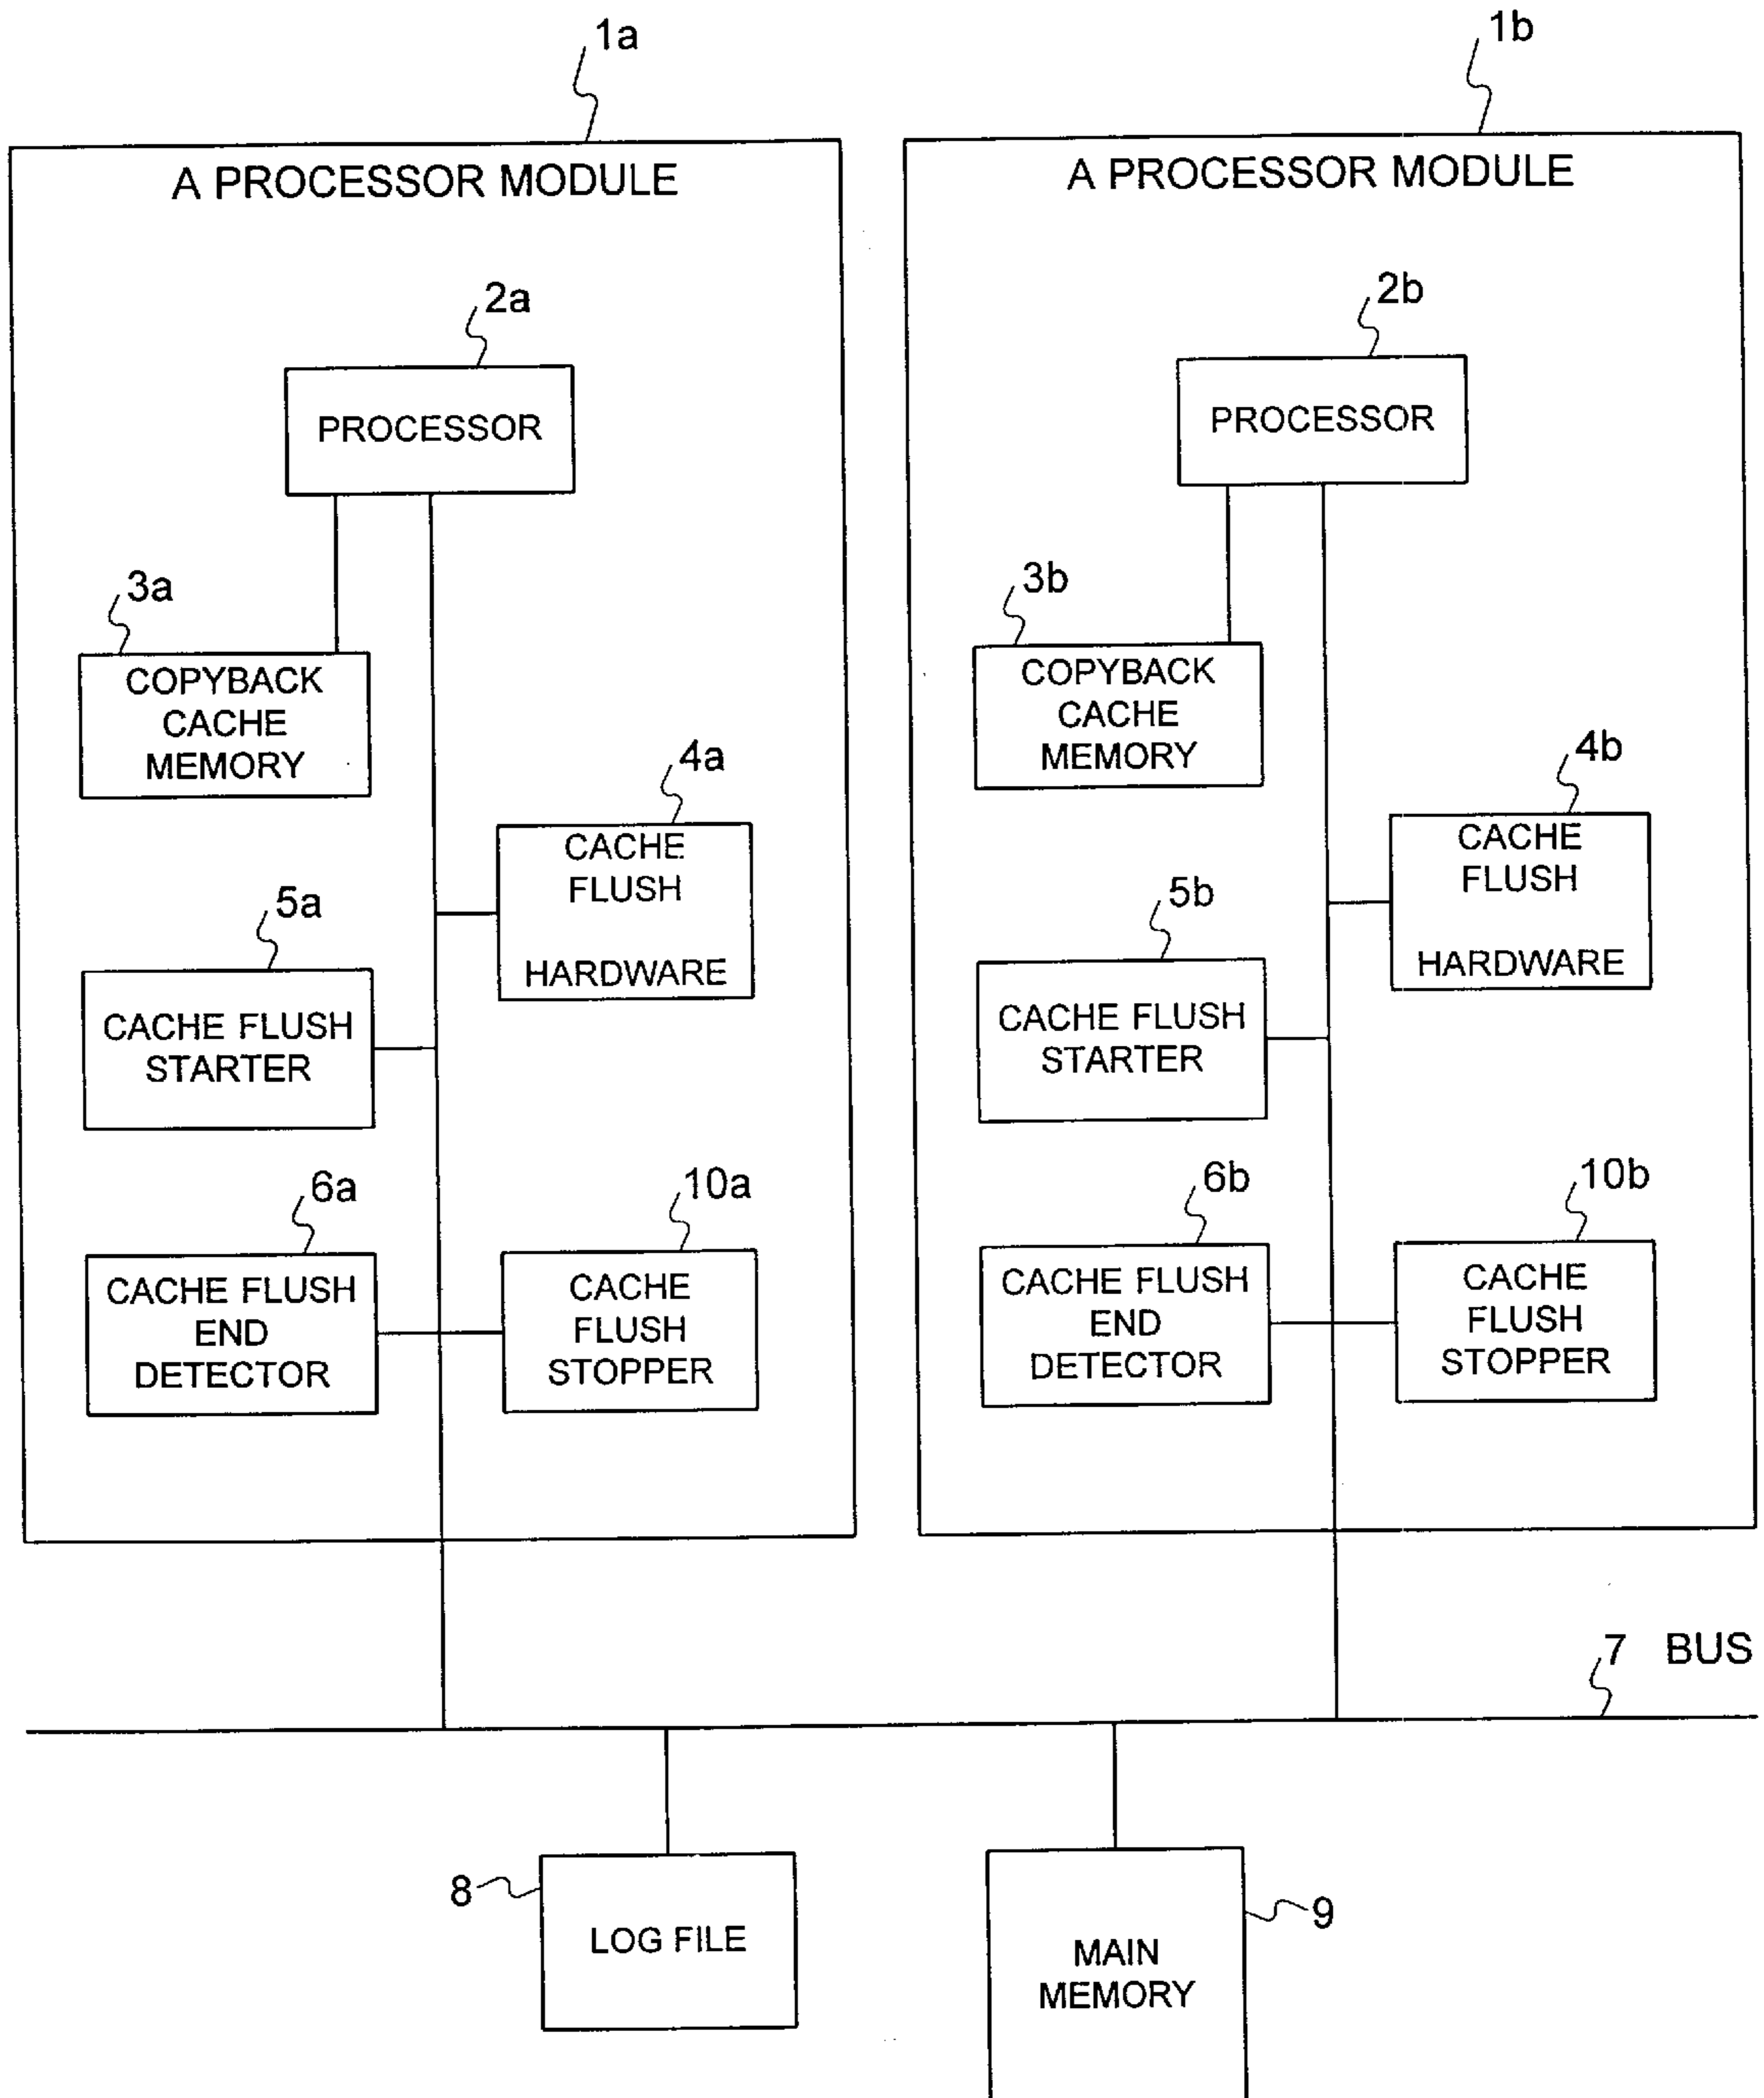 1a
1b
A PROCESSOR MODULE
A PROCESSOR MODULE
2a
2b
PROCESSOR
PROCESSOR
3a
3b
COPYBACK
CACHE
MEMORY
COPYBACK
CACHE
MEMORY
4a
4b
CACHE
FLUSH
HARDWARE
CACHE
FLUSH
HARDWARE
5a
5b
CACHE FLUSH
STARTER
CACHE FLUSH
STARTER
6a
10a
6b
10b
CACHE FLUSH
END
DETECTOR
CACHE
FLUSH
STOPPER
CACHE FLUSH
END
DETECTOR
CACHE
FLUSH
STOPPER
7 BUS
8
LOG FILE
9
MAIN
MEMORY